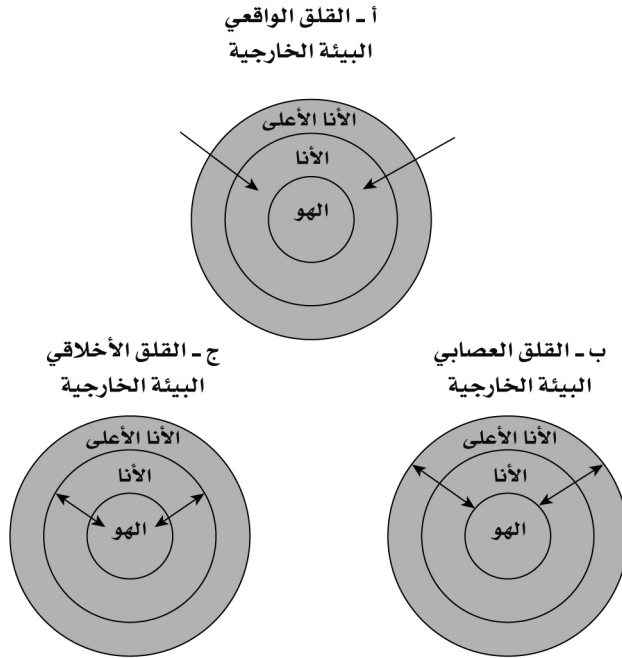 أ ـ القلق الواقعي
البيئة الخارجية
الأنا الأعلى
الأنا
الهو
ب ـ القلق العصابي
البيئة الخارجية
الأنا الأعلى
الأنا
الهو
ج ـ القلق الأخلاقي
البيئة الخارجية
الأنا الأعلى
الأنا
الهو